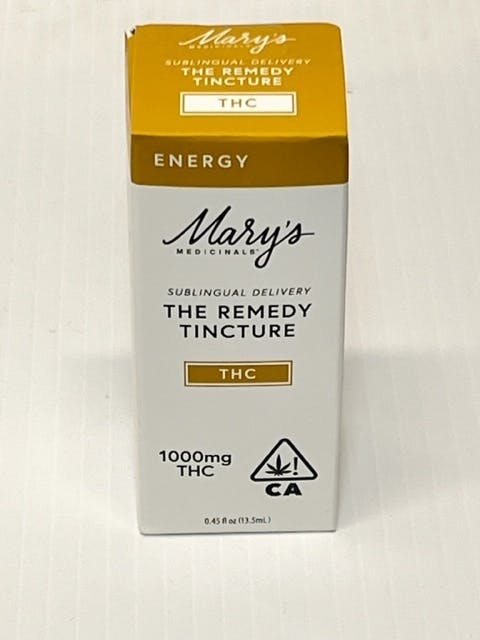 Mary's
MEDICINALS
SUBLINGUAL DELIVERY
THE REMEDY
TINCTURE
THC
ENERGY
Mary's
MEDICINALS
SUBLINGUAL DELIVERY
THE REMEDY
TINCTURE
THC
1000mg
THC
!
CA
0.45 fl oz (13.5mL)